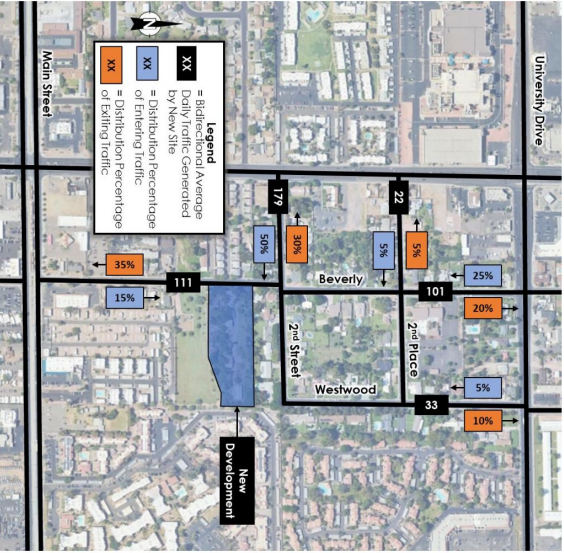 N
Legend
XX = Bidirectional Average
Daily Traffic Generated
by New Site
XX = Distribution Percentage
of Entering Traffic
XX = Distribution Percentage
of Exiting Traffic
Main Street
University Drive
179
22
50%
30%
5%
5%
25%
35%
111
Beverly
101
15%
20%
2nd Street
2nd Place
Westwood
5%
33
10%
New
Development